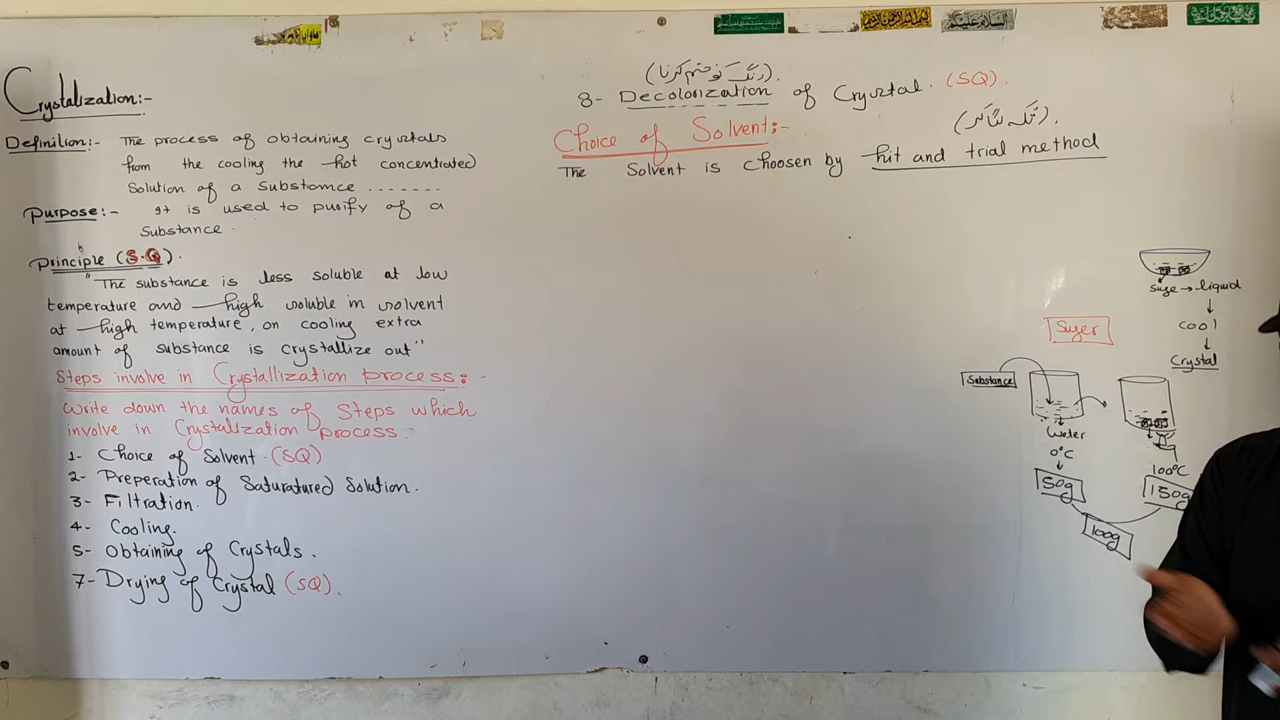 Crystalization:-
Definition:- The process of obtaining crystals
from the cooling the hot concentrated
Solution of a Substance .......
Purpose:- It is used to purify of a
Substance.
Principle (S.Q).
"The substance is less soluble at low
temperature and high soluble in solvent
at high temperature, on cooling extra
amount of substance is crystallize out"
Steps involve in Crystallization process:-
Write down the names of Steps which
involve in Crystalization process.
1- Choice of Solvent (SQ)
2- Preperation of Saturatured Solution.
3- Filtration.
4- Cooling.
5- Obtaining of Crystals.
7- Drying of Crystal (SQ).
8- Decolorization of Crystal. (SQ).
Choice of Solvent:-
The Solvent is choosen by hit and trial method
Suger → liquid
Cool
Crystal
Suger
Substance
Water
0°C
50g
100°C
150g
100g
السلام علیکم